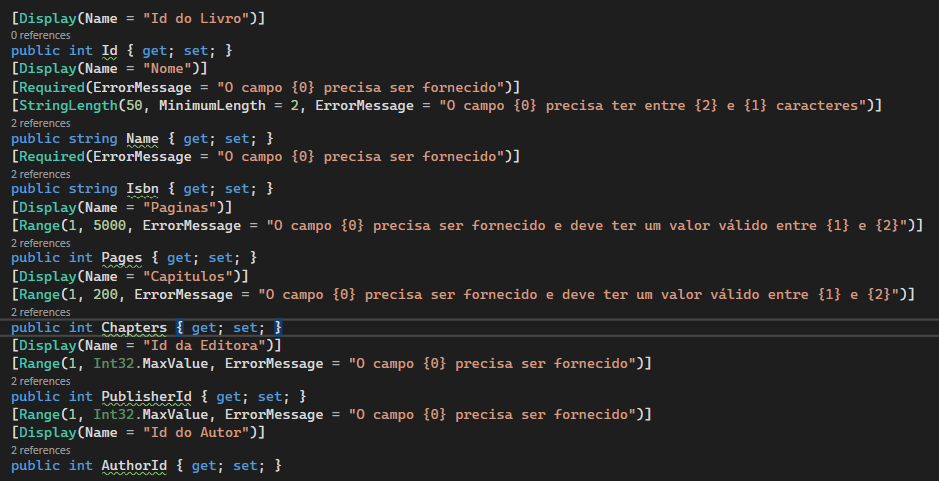 [Display(Name = "Id do Livro")]
0 references
public int Id { get; set; }
[Display(Name = "Nome")]
[Required(ErrorMessage = "O campo {0} precisa ser fornecido")]
[StringLength(50, MinimumLength = 2, ErrorMessage = "O campo {0} precisa ter entre {2} e {1} caracteres")]
2 references
public string Name { get; set; }
[Required(ErrorMessage = "O campo {0} precisa ser fornecido")]
2 references
public string Isbn { get; set; }
[Display(Name = "Paginas")]
[Range(1, 5000, ErrorMessage = "O campo {0} precisa ser fornecido e deve ter um valor válido entre {1} e {2}")]
2 references
public int Pages { get; set; }
[Display(Name = "Capitulos")]
[Range(1, 200, ErrorMessage = "O campo {0} precisa ser fornecido e deve ter um valor válido entre {1} e {2}")]
2 references
public int Chapters { get; set; }
[Display(Name = "Id da Editora")]
[Range(1, Int32.MaxValue, ErrorMessage = "O campo {0} precisa ser fornecido")]
2 references
public int PublisherId { get; set; }
[Range(1, Int32.MaxValue, ErrorMessage = "O campo {0} precisa ser fornecido")]
[Display(Name = "Id do Autor")]
2 references
public int AuthorId { get; set; }